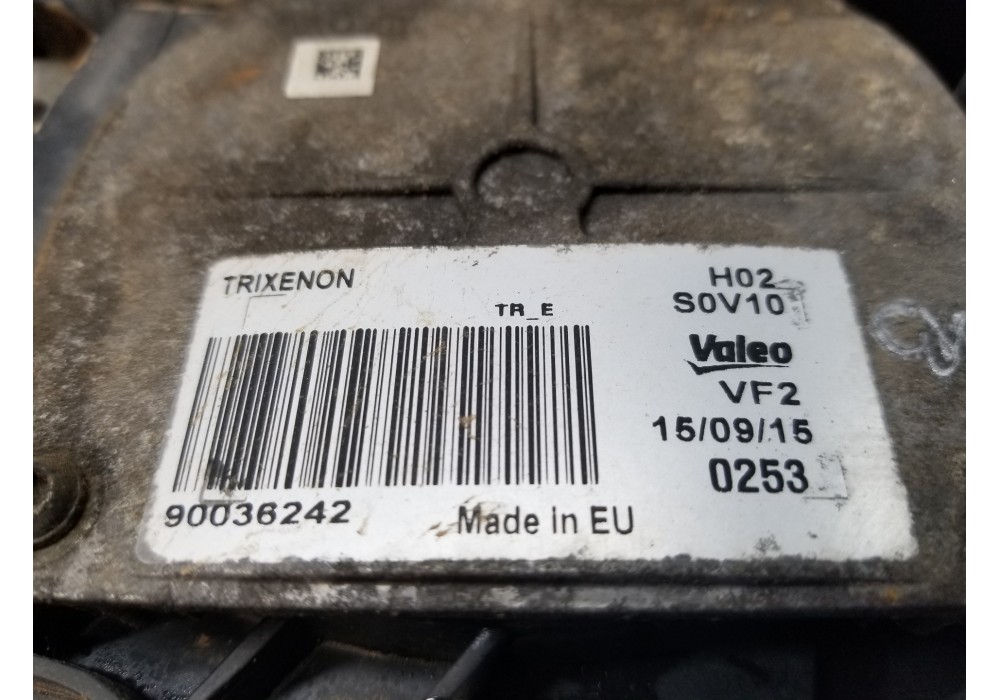 TRIXENON
H02
TR_E
S0V10
Valeo
VF2
15/09/15
0253
90036242
Made in EU